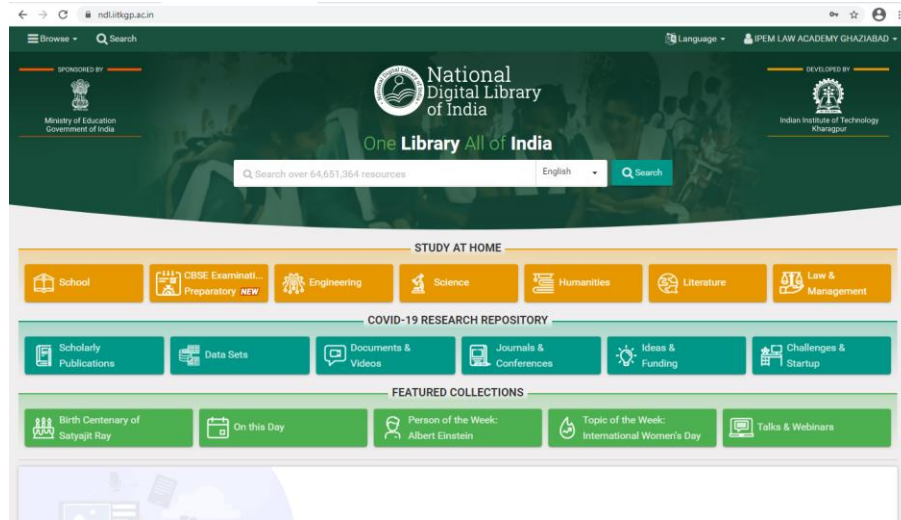 ndl.iitkgp.ac.in
Browse
Search
Language
IPEM LAW ACADEMY GHAZIABAD
SPONSORED BY
Ministry of Education
Government of India
National
Digital Library
of India
One Library All of India
DEVELOPED BY
Indian Institute of Technology
Kharagpur
Search over 64,651,364 resources
English
Search
STUDY AT HOME
School
CBSE Examinati...
Preparatory NEW
Engineering
Science
Humanities
Literature
Law &
Management
COVID-19 RESEARCH REPOSITORY
Scholarly
Publications
Data Sets
Documents &
Videos
Journals &
Conferences
Ideas &
Funding
Challenges &
Startup
FEATURED COLLECTIONS
Birth Centenary of
Satyajit Ray
On this Day
Person of the Week:
Albert Einstein
Topic of the Week:
International Women's Day
Talks & Webinars